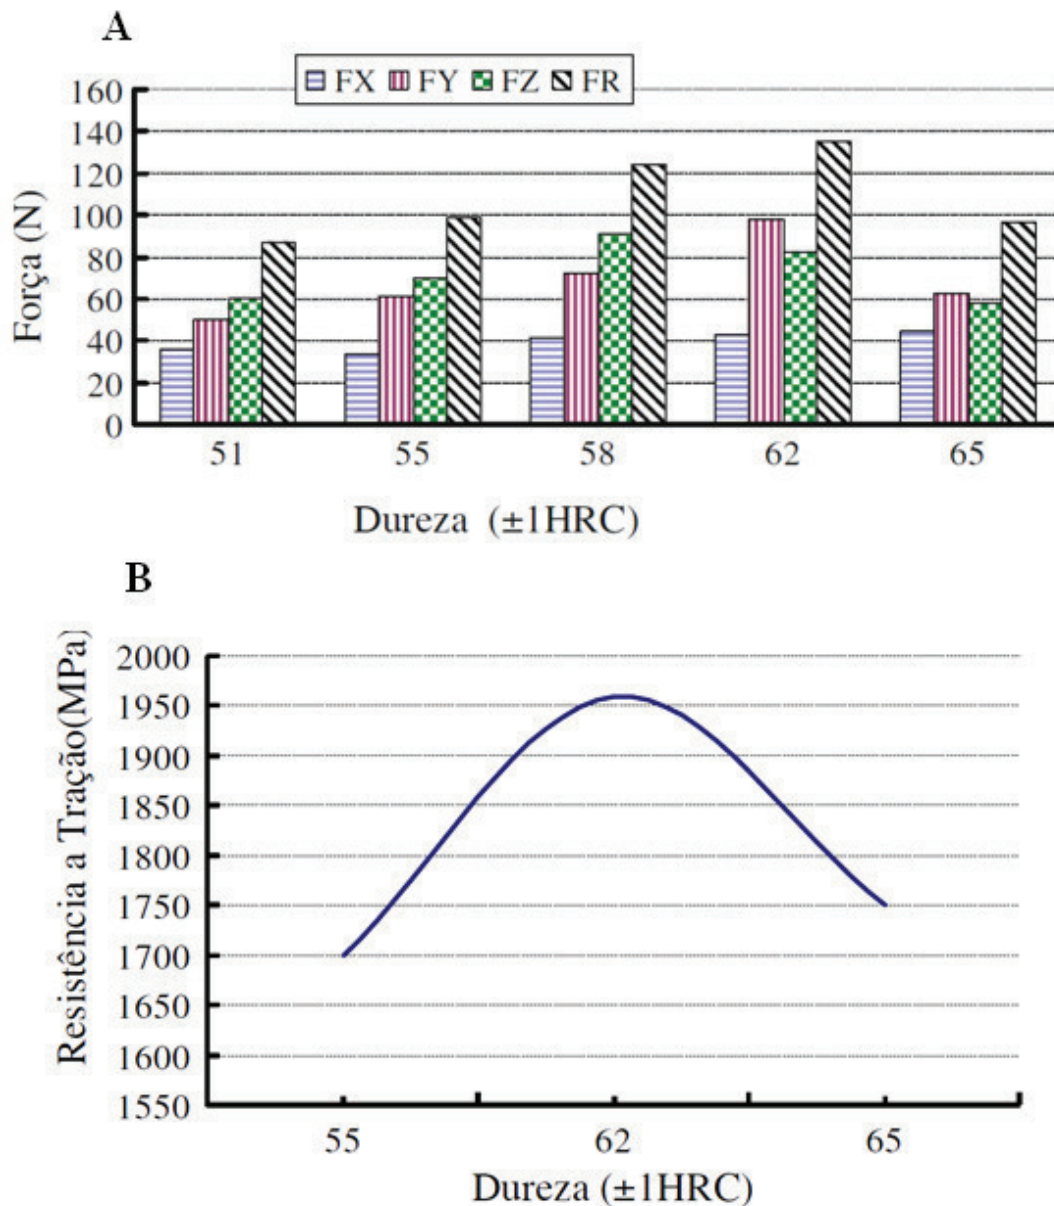 A
FX FY FZ FR
160
140
120
100
80
60
40
20
0
Força (N)
51 55 58 62 65
Dureza (±1HRC)
B
2000
1950
1900
1850
1800
1750
1700
1650
1600
1550
Resistência a Tração(MPa)
55 62 65
Dureza (±1HRC)